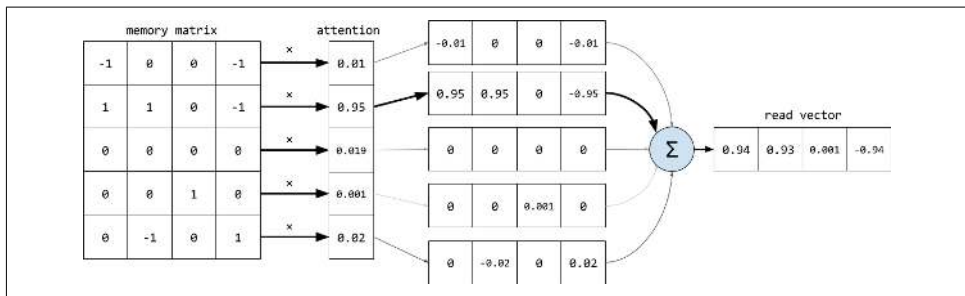 memory matrix
attention
-1 0 0 -1 × 0.01
1 1 0 -1 × 0.95
0 0 0 0 × 0.019
0 0 1 0 × 0.001
0 -1 0 1 × 0.02
-0.01 0 0 -0.01
0.95 0.95 0 -0.95
0 0 0 0
0 0 0.001 0
0 -0.02 0 0.02
Σ
read vector
0.94 0.93 0.001 -0.94